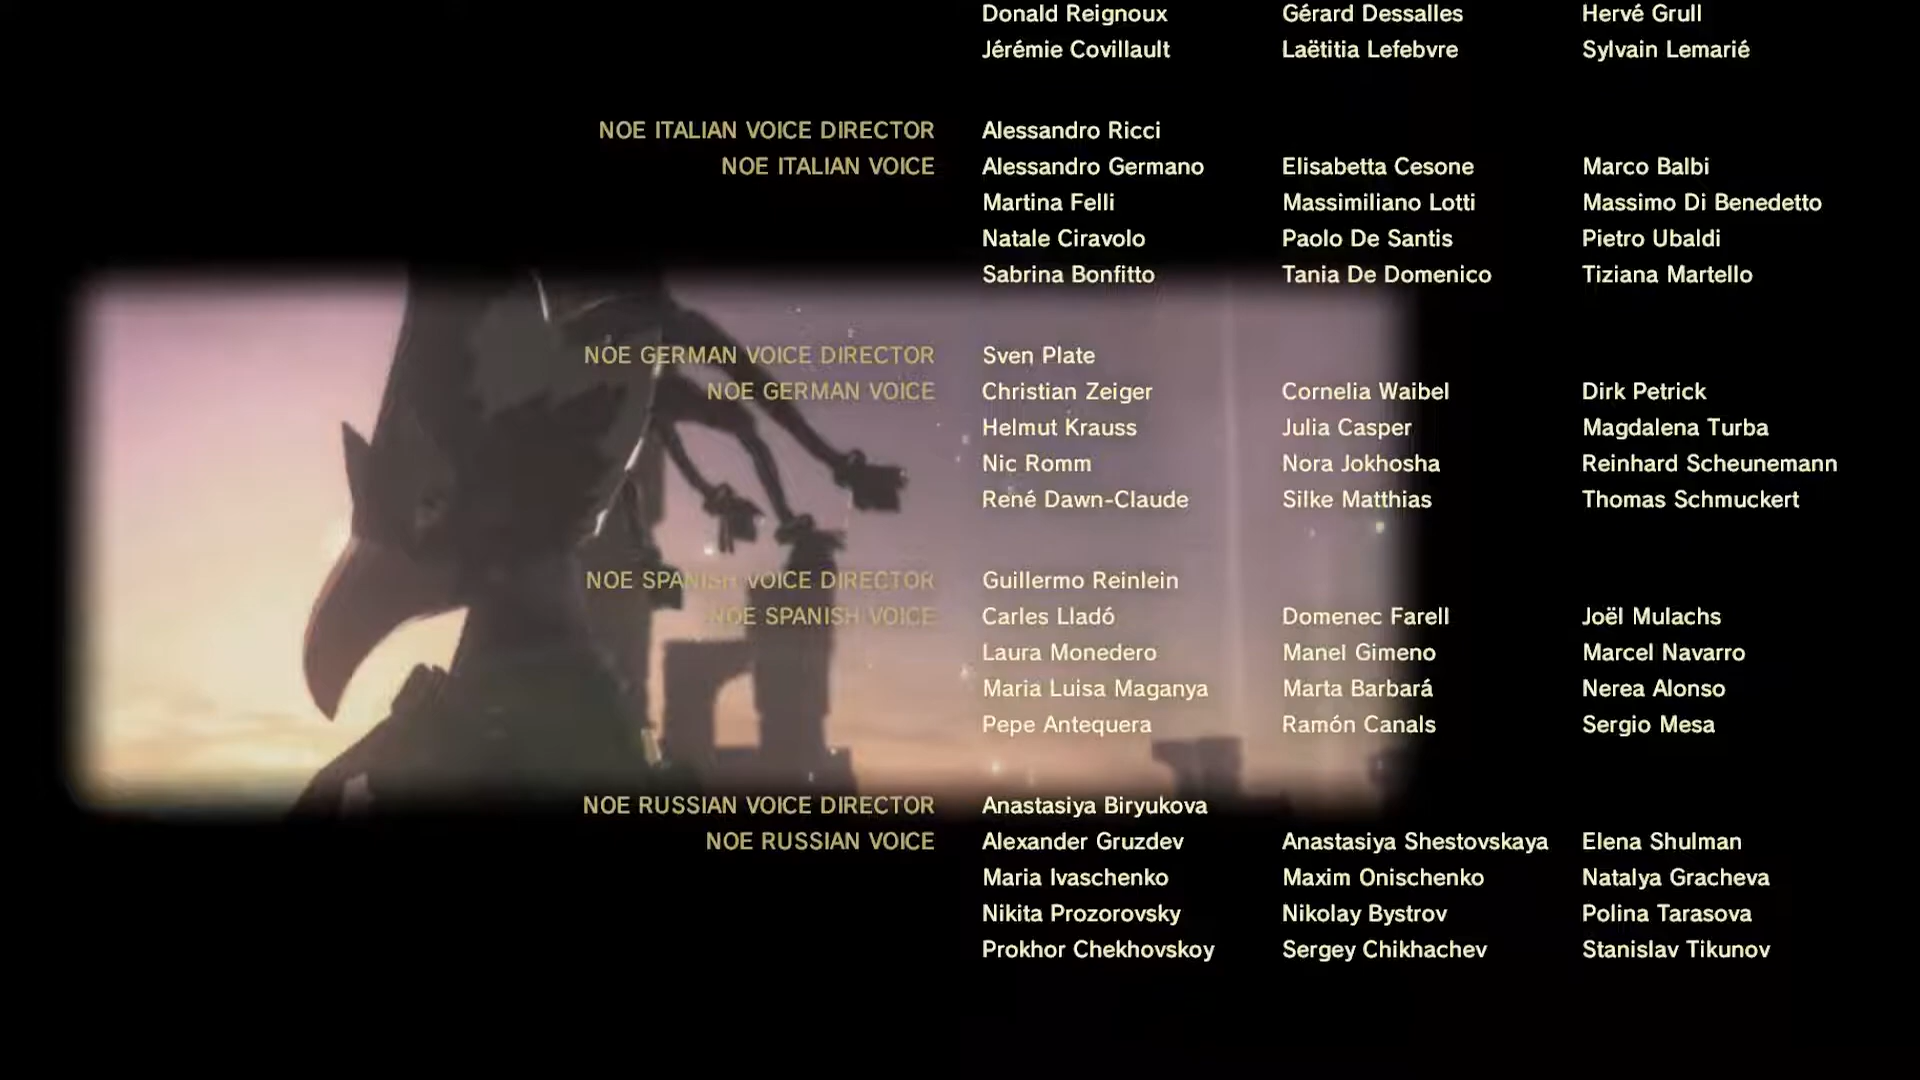 Donald Reignoux Gérard Dessalles Hervé Grull
Jérémie Covillault Laëtitia Lefebvre Sylvain Lemarié
NOE ITALIAN VOICE DIRECTOR Alessandro Ricci
NOE ITALIAN VOICE Alessandro Germano Elisabetta Cesone Marco Balbi
Martina Felli Massimiliano Lotti Massimo Di Benedetto
Natale Ciravolo Paolo De Santis Pietro Ubaldi
Sabrina Bonfitto Tania De Domenico Tiziana Martello
NOE GERMAN VOICE DIRECTOR Sven Plate
NOE GERMAN VOICE Christian Zeiger Cornelia Waibel Dirk Petrick
Helmut Krauss Julia Casper Magdalena Turba
Nic Romm Nora Jokhosha Reinhard Scheunemann
René Dawn-Claude Silke Matthias Thomas Schmuckert
NOE SPANISH VOICE DIRECTOR Guillermo Reinlein
NOE SPANISH VOICE Carles Lladó Domenec Farell Joël Mulachs
Laura Monedero Manel Gimeno Marcel Navarro
Maria Luisa Maganya Marta Barbará Nerea Alonso
Pepe Antequera Ramón Canals Sergio Mesa
NOE RUSSIAN VOICE DIRECTOR Anastasiya Biryukova
NOE RUSSIAN VOICE Alexander Gruzdev Anastasiya Shestovskaya Elena Shulman
Maria Ivaschenko Maxim Onischenko Natalya Gracheva
Nikita Prozorovsky Nikolay Bystrov Polina Tarasova
Prokhor Chekhovskoy Sergey Chikhachev Stanislav Tikunov